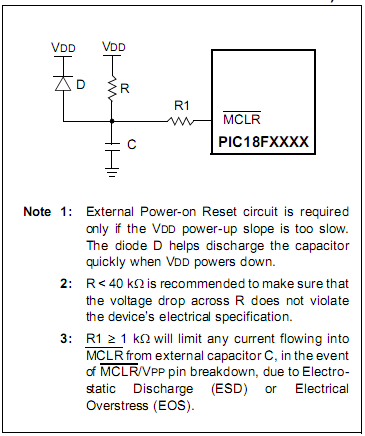 VDD VDD
D
R
R1
MCLR
C
PIC18FXXXX
Note 1: External Power-on Reset circuit is required
only if the VDD power-up slope is too slow.
The diode D helps discharge the capacitor
quickly when VDD powers down.
2: R < 40 kΩ is recommended to make sure that
the voltage drop across R does not violate
the device's electrical specification.
3: R1 ≥ 1 kΩ will limit any current flowing into
MCLR from external capacitor C, in the event
of MCLR/VPP pin breakdown, due to Electro-
static Discharge (ESD) or Electrical
Overstress (EOS).